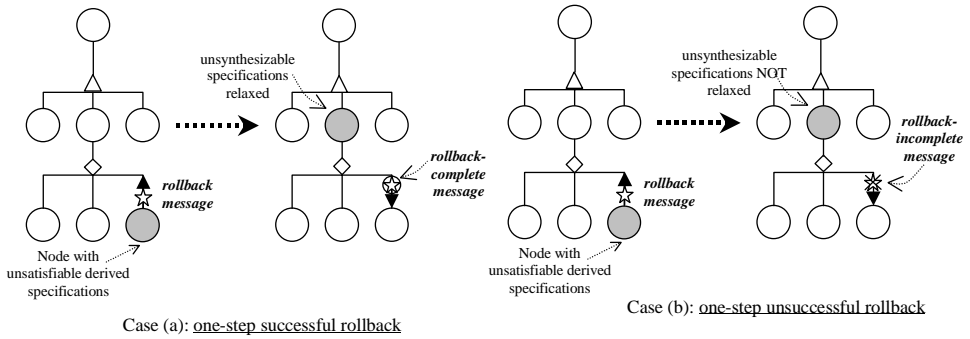 unsynthesizable
specifications
relaxed
rollback-
complete
message
rollback
message
Node with
unsatisfiable derived
specifications
Case (a): one-step successful rollback
unsynthesizable
specifications NOT
relaxed
rollback-
incomplete
message
rollback
message
Node with
unsatisfiable derived
specifications
Case (b): one-step unsuccessful rollback